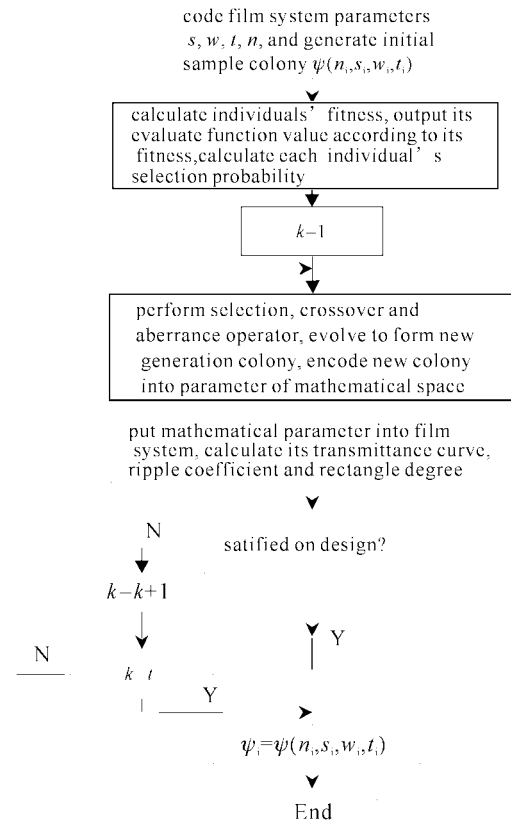 code film system parameters
s, w, t, n, and generate initial
sample colony ψ(nᵢ,sᵢ,wᵢ,tᵢ)
calculate individuals’ fitness, output its
evaluate function value according to its
fitness,calculate each individual’s
selection probability
k–1
perform selection, crossover and
aberrance operator, evolve to form new
generation colony, encode new colony
into parameter of mathematical space
put mathematical parameter into film
system, calculate its transmittance curve,
ripple coefficient and rectangle degree
satified on design?
N
k–k+1
Y
N
k t
Y
ψᵢ=ψ(nᵢ,sᵢ,wᵢ,tᵢ)
End